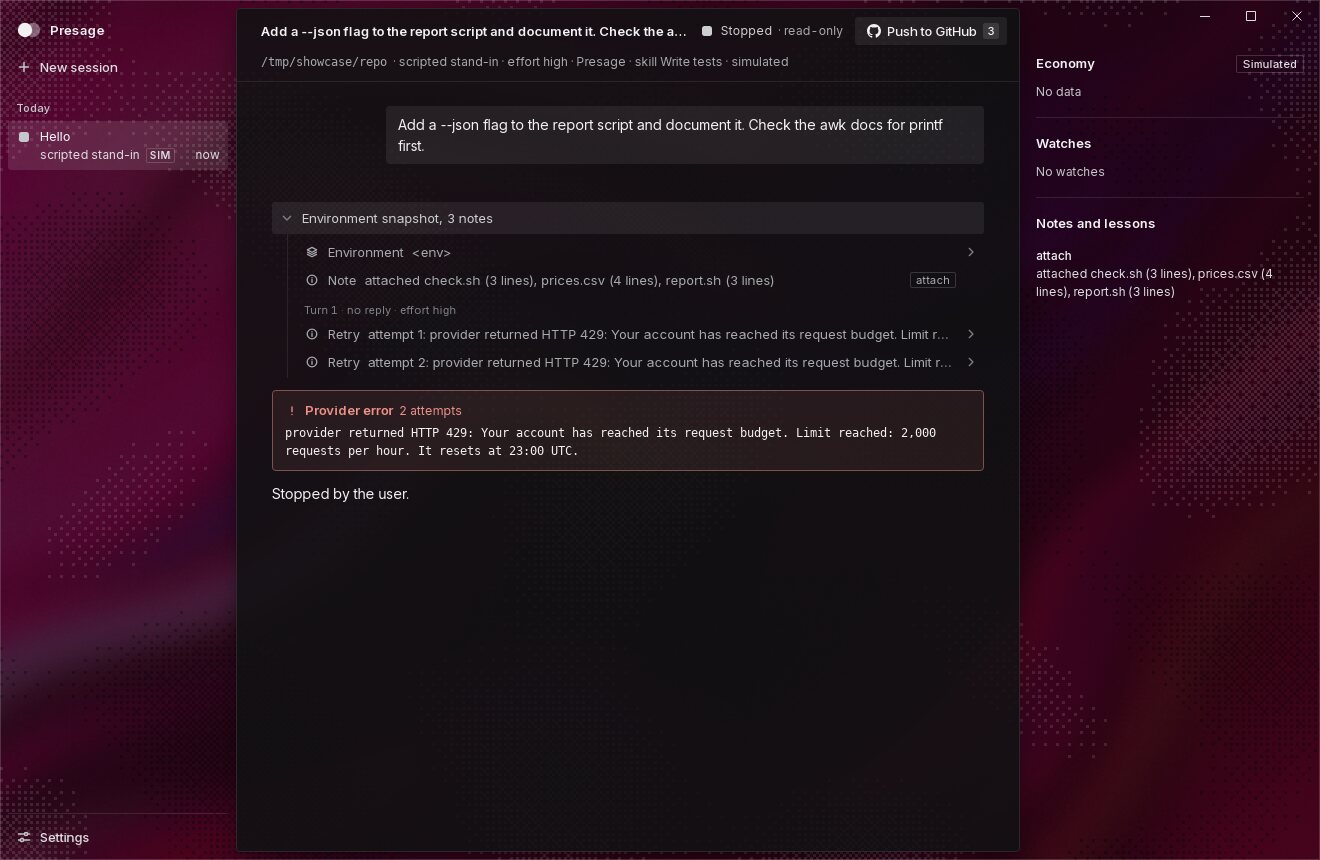 Presage
New session
Today
Hello
scripted stand-in SIM now
Settings
Add a --json flag to the report script and document it. Check the a...
Stopped · read-only
Push to GitHub 3
/tmp/showcase/repo · scripted stand-in · effort high · Presage · skill Write tests · simulated
Add a --json flag to the report script and document it. Check the awk docs for printf
first.
Environment snapshot, 3 notes
Environment <env>
Note attached check.sh (3 lines), prices.csv (4 lines), report.sh (3 lines) attach
Turn 1 · no reply · effort high
Retry attempt 1: provider returned HTTP 429: Your account has reached its request budget. Limit r...
Retry attempt 2: provider returned HTTP 429: Your account has reached its request budget. Limit r...
! Provider error 2 attempts
provider returned HTTP 429: Your account has reached its request budget. Limit reached: 2,000
requests per hour. It resets at 23:00 UTC.
Stopped by the user.
Economy Simulated
No data
Watches
No watches
Notes and lessons
attach
attached check.sh (3 lines), prices.csv (4
lines), report.sh (3 lines)